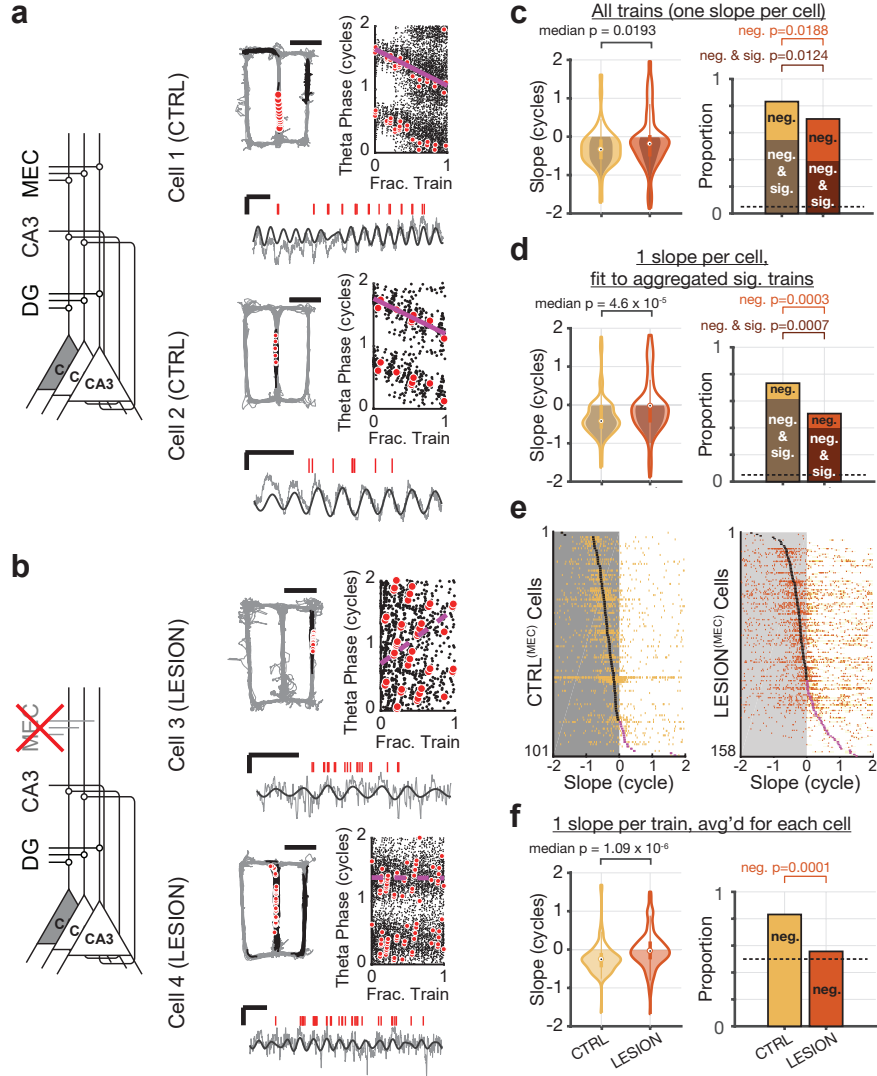 a
Cell 1 (CTRL)
MEC
CA3
DG
C
C
CA3
Theta Phase (cycles)
2
1
0
0
1
Frac. Train
Cell 2 (CTRL)
Theta Phase (cycles)
2
1
0
0
1
Frac. Train
b
Cell 3 (LESION)
MEC
CA3
DG
C
C
CA3
Theta Phase (cycles)
2
1
0
0
1
Frac. Train
Cell 4 (LESION)
Theta Phase (cycles)
2
1
0
0
1
Frac. Train
c
All trains (one slope per cell)
median p = 0.0193
neg. p=0.0188
neg. & sig. p=0.0124
Slope (cycles)
2
1
0
-1
-2
Proportion
1
0
neg.
neg.
&
sig.
neg.
neg.
&
sig.
d
1 slope per cell,
fit to aggregated sig. trains
median p = 4.6 x 10-5
neg. p=0.0003
neg. & sig. p=0.0007
Slope (cycles)
2
1
0
-1
-2
Proportion
1
0
neg.
neg.
&
sig.
neg.
neg.
&
sig.
e
CTRL(MEC) Cells
1
101
-2
-1
0
1
2
Slope (cycle)
LESION(MEC) Cells
1
158
-2
-1
0
1
2
Slope (cycle)
f
1 slope per train, avg'd for each cell
median p = 1.09 x 10-6
neg. p=0.0001
Slope (cycles)
2
1
0
-1
-2
CTRL
LESION
Proportion
1
0
neg.
neg.
CTRL
LESION